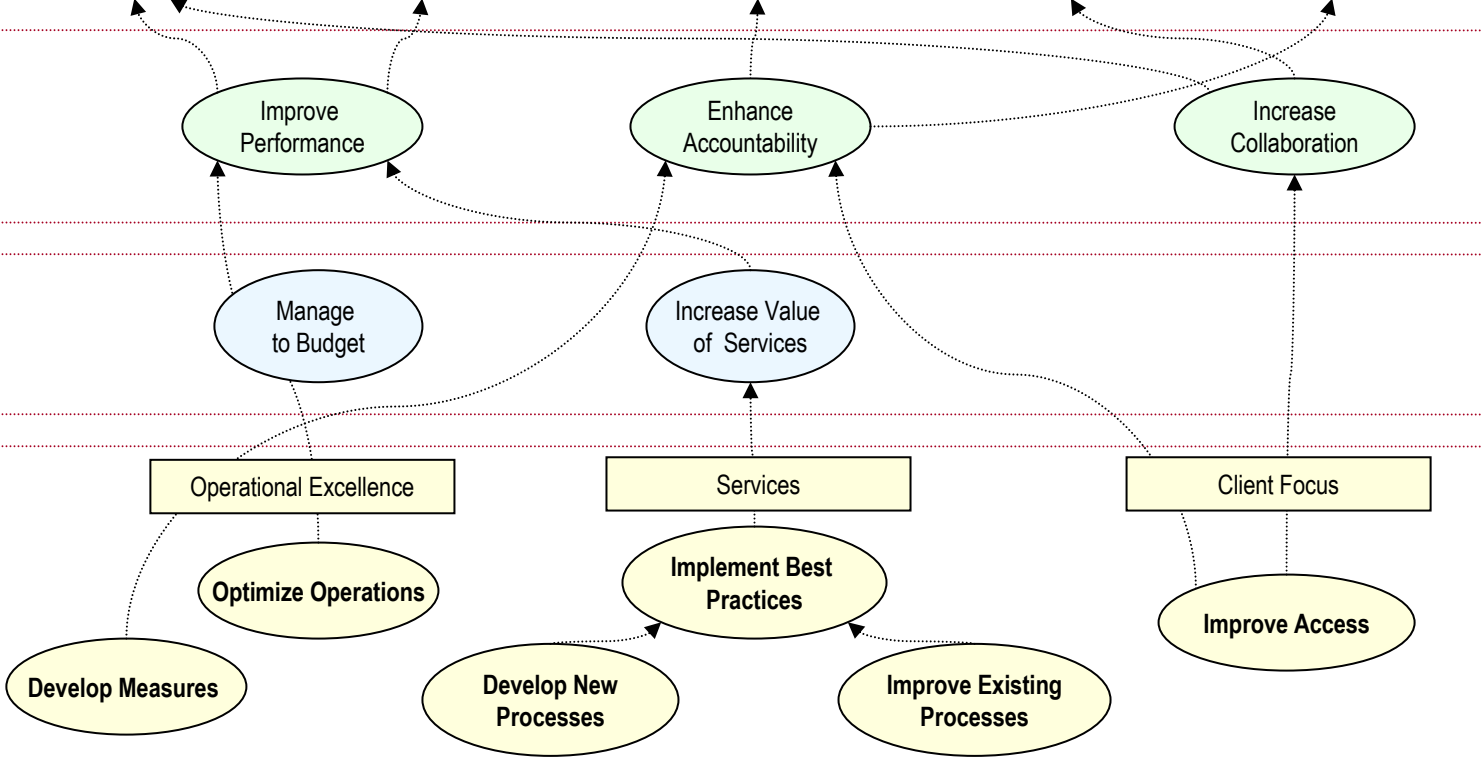 Improve
Performance
Enhance
Accountability
Increase
Collaboration
Manage
to Budget
Increase Value
of Services
Operational Excellence
Services
Client Focus
Optimize Operations
Implement Best
Practices
Improve Access
Develop Measures
Develop New
Processes
Improve Existing
Processes